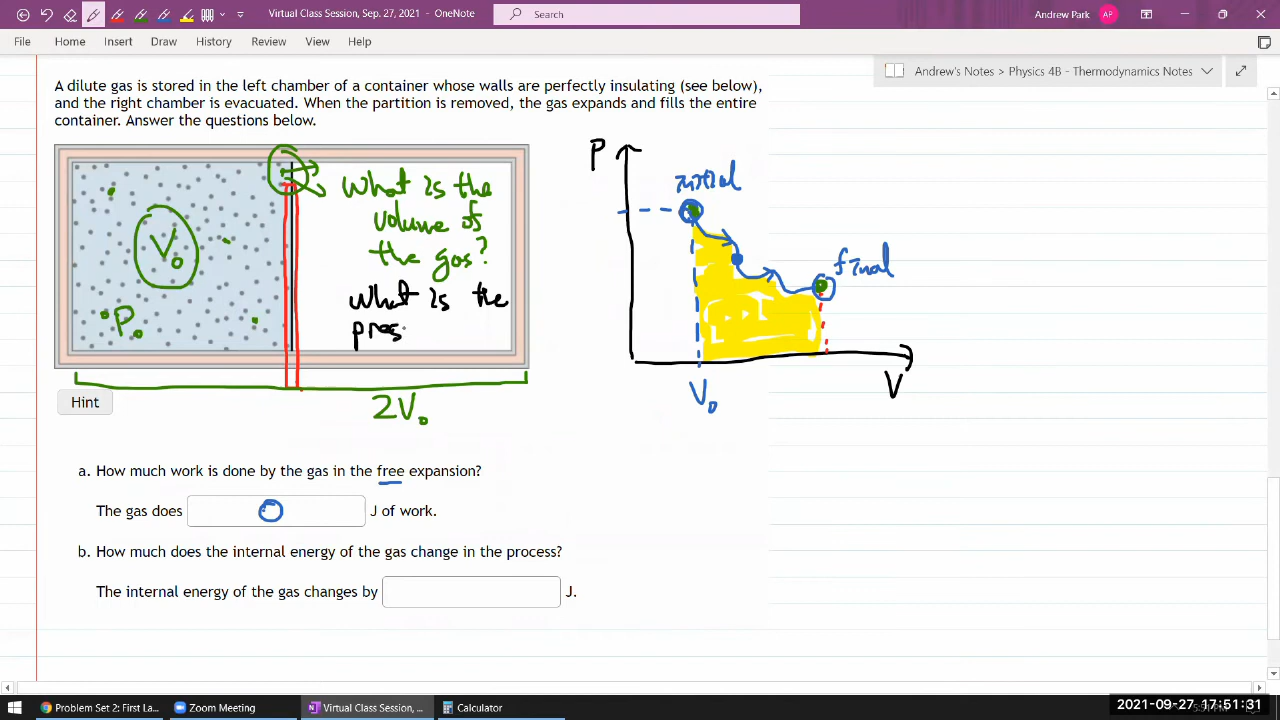 Virtual Class Session, Sep. 27, 2021 - OneNote
Search
Andrew Park
AP
File Home Insert Draw History Review View Help
Andrew's Notes > Physics 4B - Thermodynamics Notes
A dilute gas is stored in the left chamber of a container whose walls are perfectly insulating (see below),
and the right chamber is evacuated. When the partition is removed, the gas expands and fills the entire
container. Answer the questions below.
What is the
volume of
the gas?
What is the
pres
V₀
P₀
2V₀
P
initial
final
V₀
V
Hint
a. How much work is done by the gas in the free expansion?
The gas does 0 J of work.
b. How much does the internal energy of the gas change in the process?
The internal energy of the gas changes by J.
Problem Set 2: First La...
Zoom Meeting
Virtual Class Session, ...
Calculator
2021-09-27 17:51:31